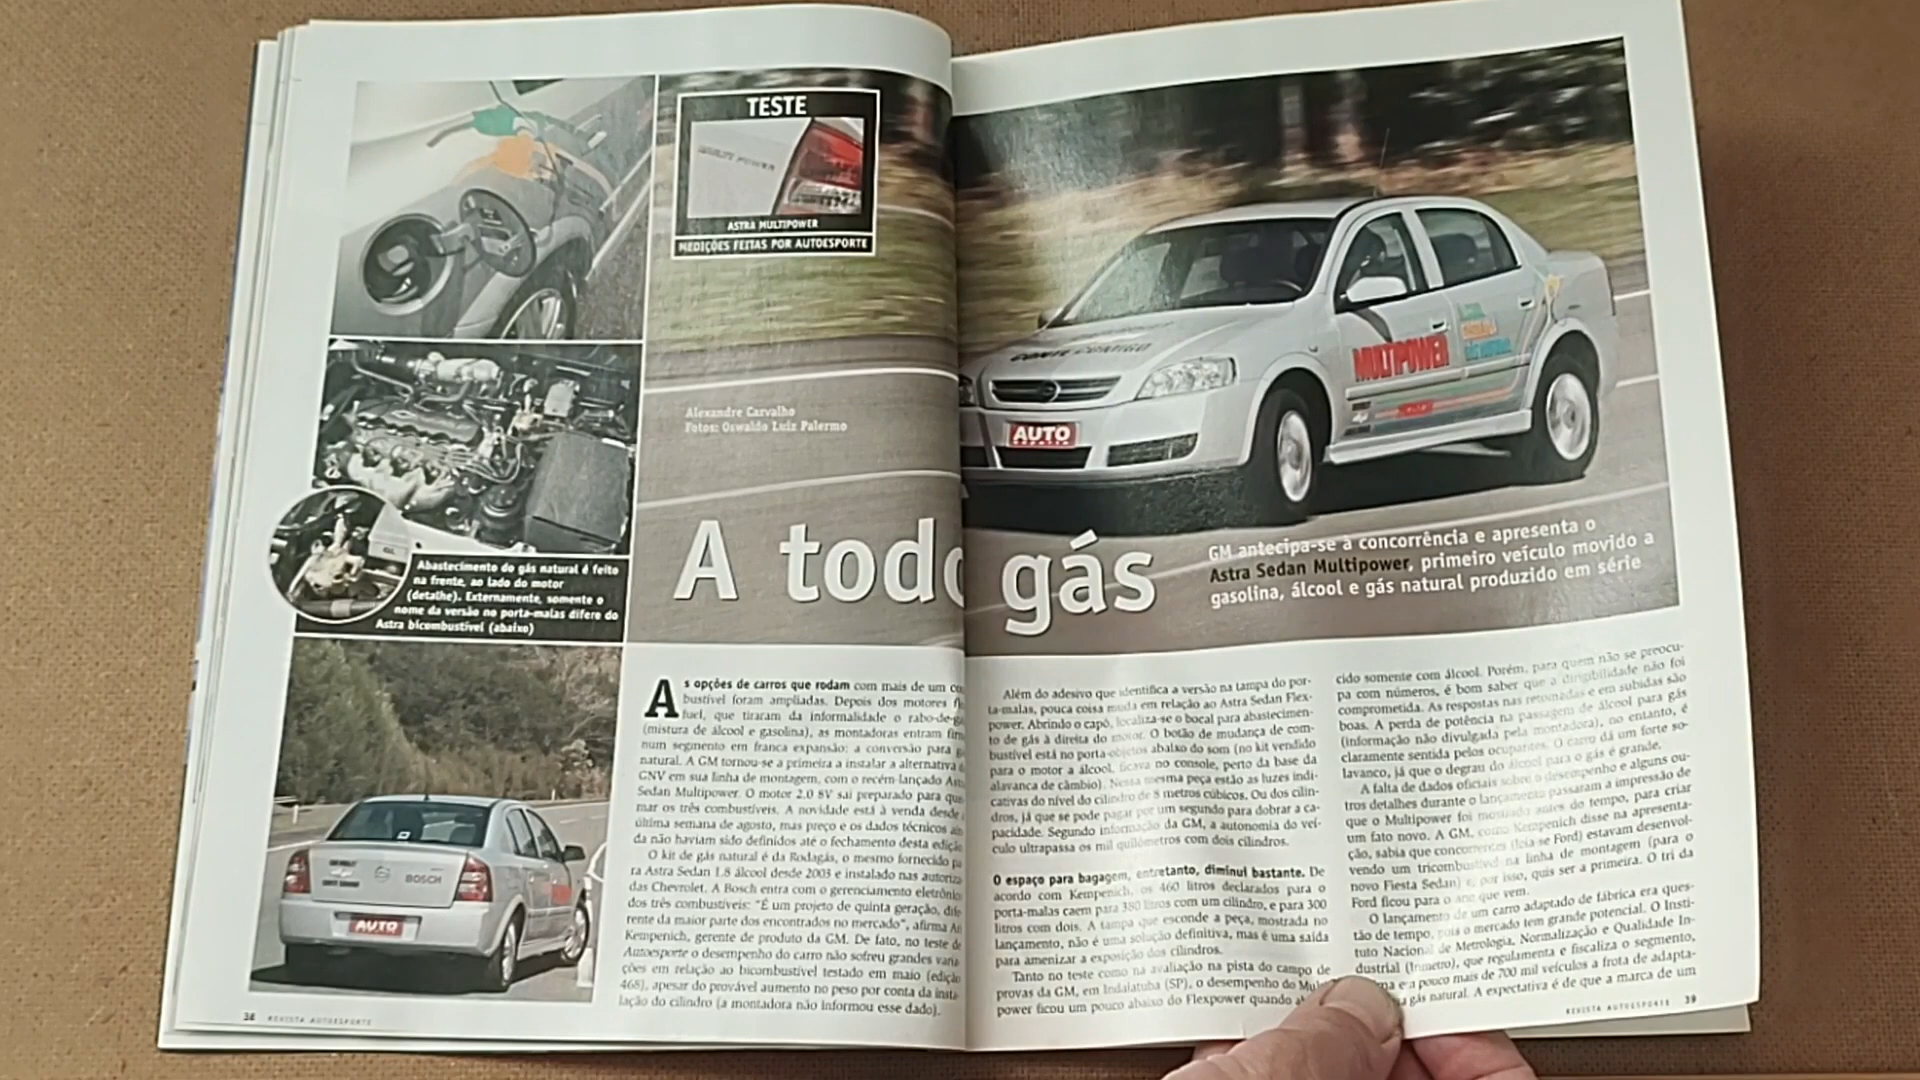 TESTE
MULTI POWER
ASTRA MULTIPOWER
MEDIÇÕES FEITAS POR AUTOESPORTE
Alexandre Carvalho
Fotos: Oswaldo Luiz Palermo
MULTIPOWER
AUTO
A todo gás
GM antecipa-se à concorrência e apresenta o
Astra Sedan Multipower, primeiro veículo movido a
gasolina, álcool e gás natural produzido em série
Abastecimento do gás natural é feito
na frente, ao lado do motor
(detalhe). Externamente, somente o
nome da versão no porta-malas difere do
Astra bicombustível (abaixo)
BOSCH
AUTO
As opções de carros que rodam com mais de um
bustível foram ampliadas. Depois dos motores
fuel, que tiraram da informalidade o
(mistura de álcool e gasolina), as montadoras entram
num segmento em franca expansão: a conversão para
natural. A GM tornou-se a primeira a instalar a alternativa
GNV em sua linha de montagem, com o recém-lançado
Sedan Multipower. O motor 2.0 8V sai preparado para
mar os três combustíveis. A novidade está à venda desde
última semana de agosto, mas preço e os dados técnicos
da não haviam sido definidos até o fechamento desta
O kit de gás natural é da Rodagás, o mesmo fornecido
ra Astra Sedan 1.8 álcool desde 2003 e instalado nas
das Chevrolet. A Bosch entra com o gerenciamento
dos três combustíveis: "É um projeto de quinta geração,
rente da maior parte dos encontrados no mercado", afirma
Kempenich, gerente de produto da GM. De fato, no teste de
Autoesporte o desempenho do carro não sofreu grandes
ções em relação ao bicombustível testado em maio (edição
468), apesar do provável aumento no peso por conta da
lação do cilindro (a montadora não informou esse dado).
38 REVISTA AUTOESPORTE
Além do adesivo que identifica a versão na tampa do por-
ta-malas, pouca coisa muda em relação ao Astra Sedan Flex-
power. Abrindo o capô, localiza-se o bocal para abastecimen-
to de gás à direita do motor. O botão de mudança de com-
bustível está no porta-objetos abaixo do som (no kit vendido
para o motor a álcool, ficava no console, perto da base da
alavanca de câmbio). Nessa mesma peça estão as luzes indi-
cativas do nível do cilindro de 8 metros cúbicos. Ou dos cilin-
dros, já que se pode pagar por um segundo para dobrar a ca-
pacidade. Segundo informação da GM, a autonomia do veí-
culo ultrapassa os mil quilômetros com dois cilindros.
O espaço para bagagem, entretanto, diminui bastante. De
acordo com Kempenich, os 460 litros declarados para o
porta-malas caem para 380 litros com um cilindro, e para 300
litros com dois. A tampa que esconde a peça, mostrada no
lançamento, não é uma solução definitiva, mas é uma saída
para amenizar a exposição dos cilindros.
Tanto no teste como na avaliação na pista do campo de
provas da GM, em Indaiatuba (SP), o desempenho do
power ficou um pouco abaixo do Flexpower quando
cido somente com álcool. Porém, para quem não se preocu-
pa com números, é bom saber que a dirigibilidade não foi
comprometida. As respostas nas retomadas e em subidas são
boas. A perda de potência na passagem de álcool para gás
(informação não divulgada pela montadora), no entanto, é
claramente sentida pelos ocupantes. O carro dá um forte so-
lavanco, já que o degrau do álcool para o gás é grande.
A falta de dados oficiais sobre o desempenho e alguns ou-
tros detalhes durante o lançamento passaram a impressão de
que o Multipower foi mostrado antes do tempo, para criar
um fato novo. A GM, como Kempenich disse na apresenta-
ção, sabia que concorrentes (leia-se Ford) estavam desenvol-
vendo um tricombustível na linha de montagem (para o
novo Fiesta Sedan) e, por isso, quis ser a primeira. O tri da
Ford ficou para o ano que vem.
O lançamento de um carro adaptado de fábrica era ques-
tão de tempo, pois o mercado tem grande potencial. O Insti-
tuto Nacional de Metrologia, Normalização e Qualidade In-
dustrial (Inmetro), que regulamenta e fiscaliza o segmento,
a pouco mais de 700 mil veículos a frota de adapta-
gás natural. A expectativa é de que a marca de um
REVISTA AUTOESPORTE 39